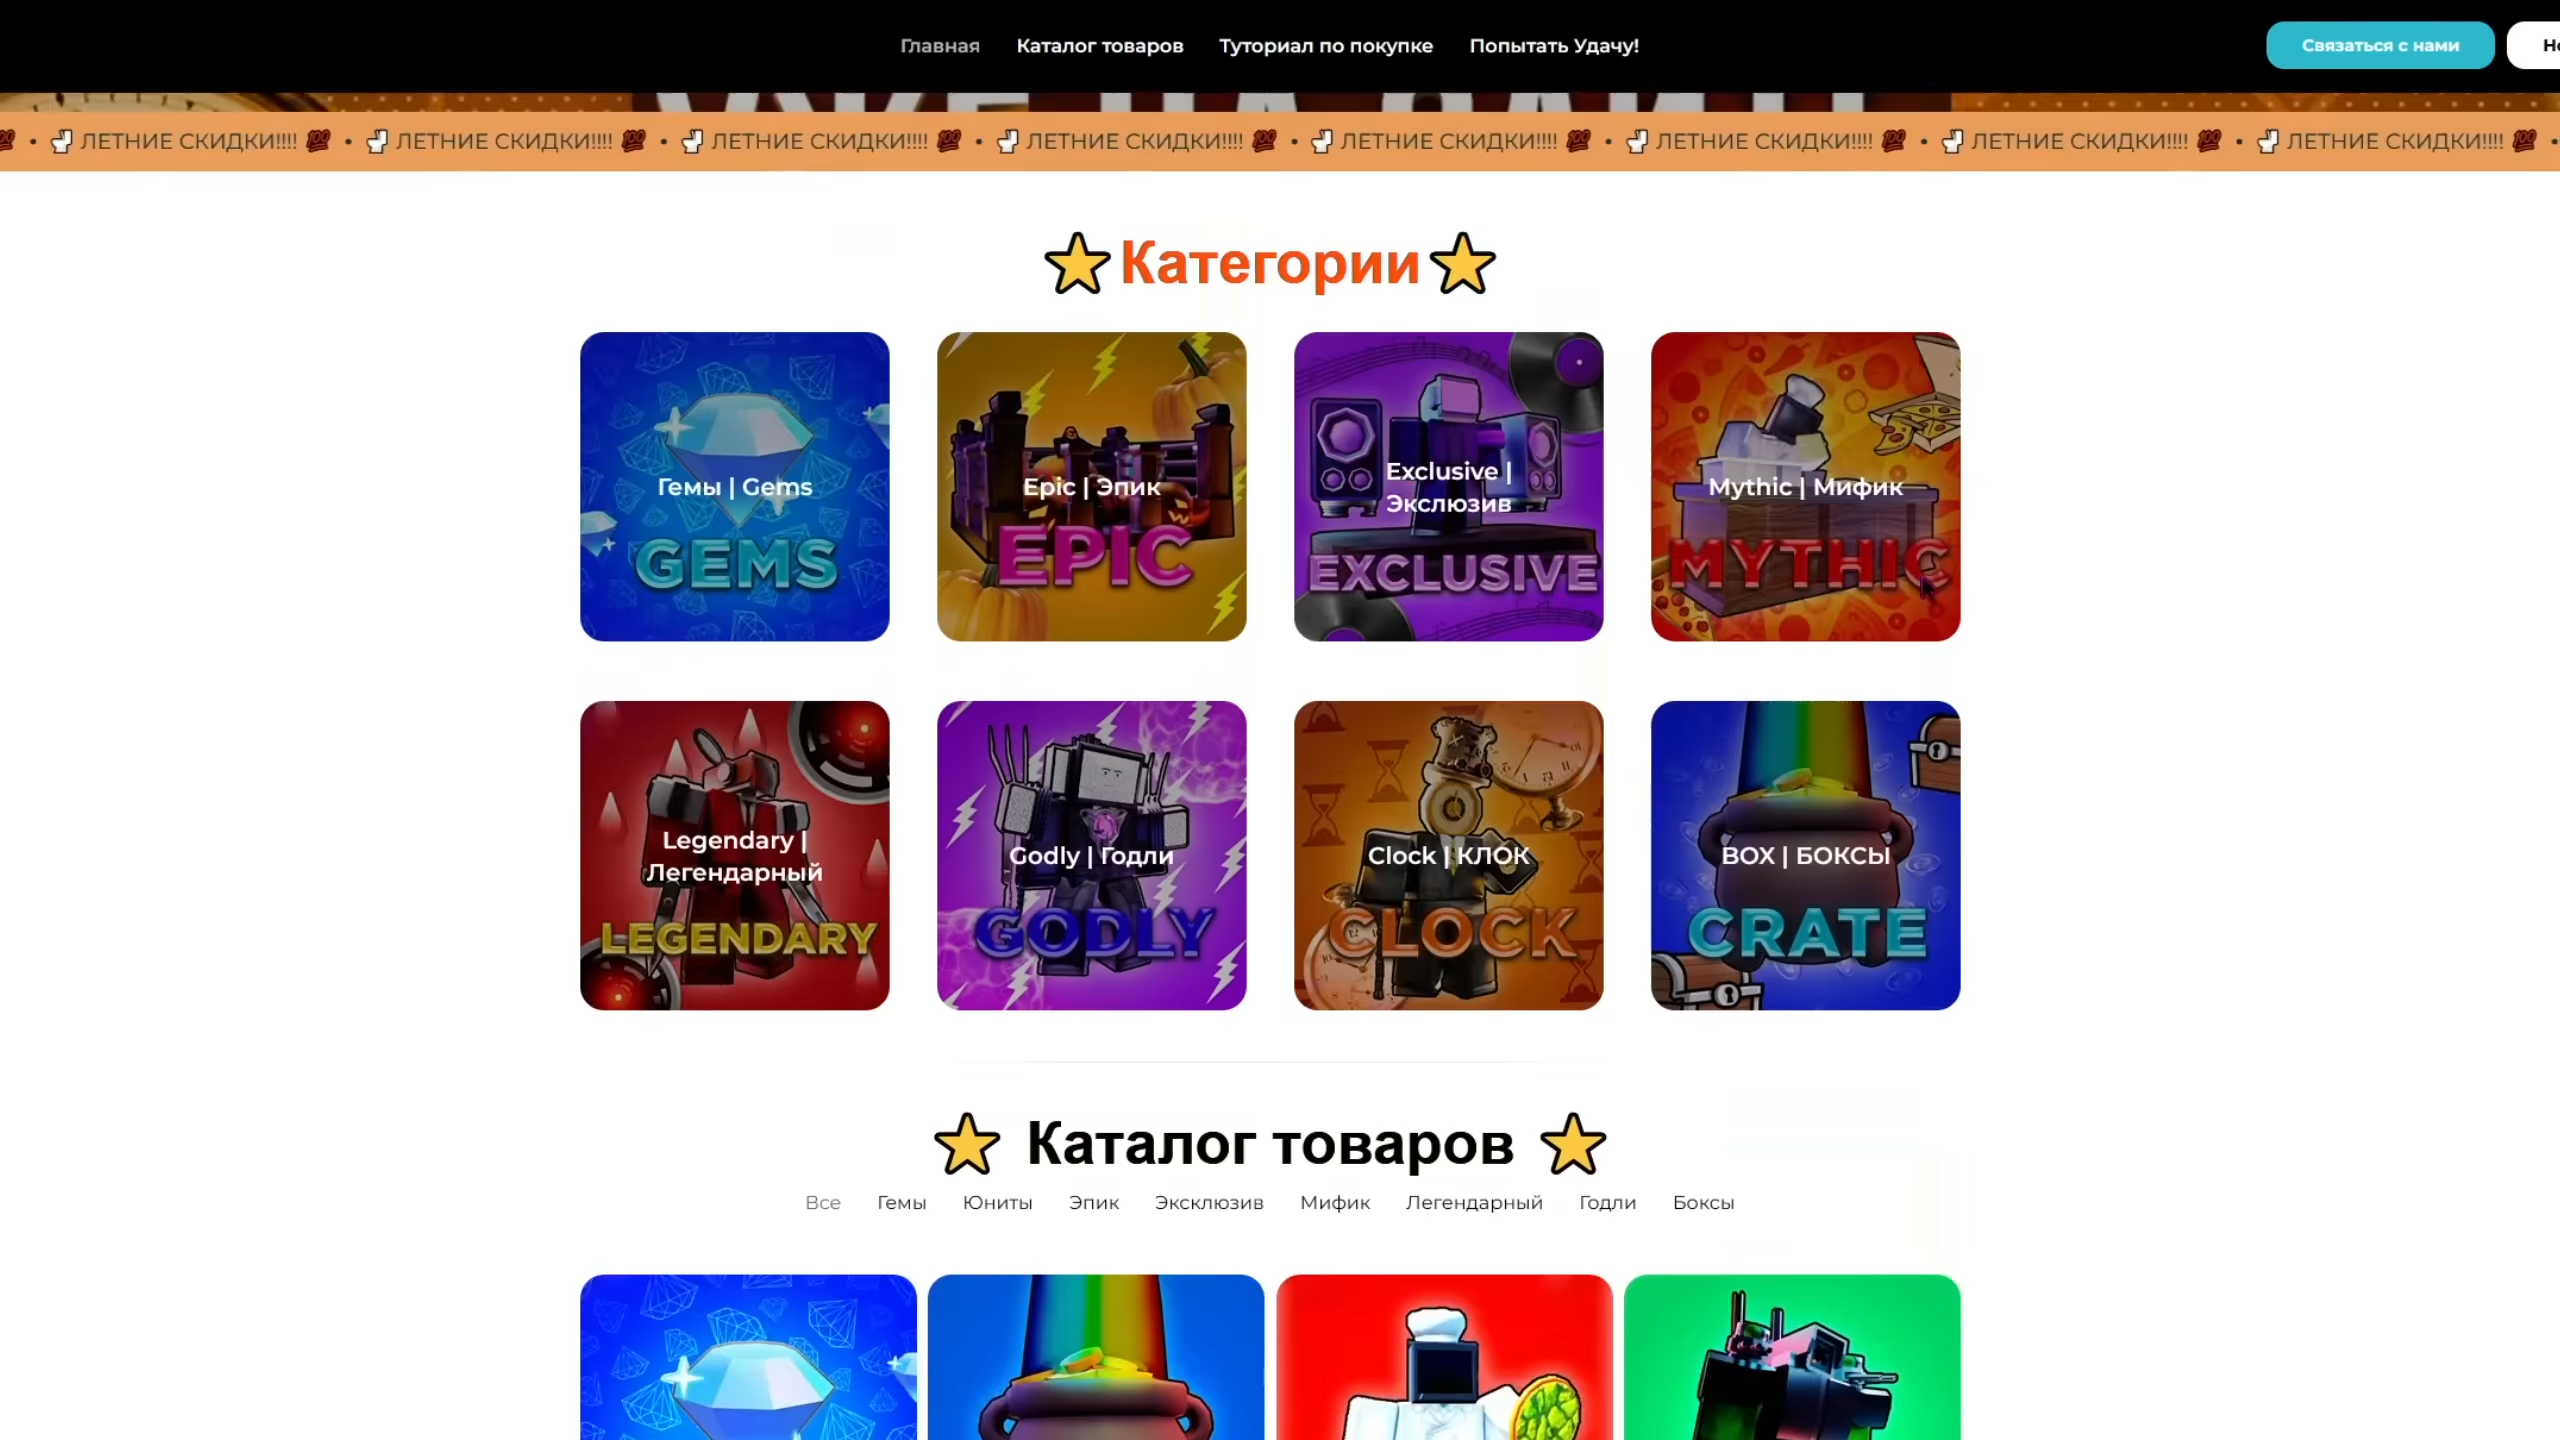 Главная Каталог товаров Туториал по покупке Попытать Удачу! Связаться с нами
• ЛЕТНИЕ СКИДКИ!!!! • ЛЕТНИЕ СКИДКИ!!!! • ЛЕТНИЕ СКИДКИ!!!! • ЛЕТНИЕ СКИДКИ!!!! • ЛЕТНИЕ СКИДКИ!!!! • ЛЕТНИЕ СКИДКИ!!!! • ЛЕТНИЕ СКИДКИ!!!! • ЛЕТНИЕ СКИДКИ!!!! •
Категории
Гемы | Gems
GEMS
Epic | Эпик
EPIC
Exclusive |
Экслюзив
EXCLUSIVE
Mythic | Мифик
MYTHIC
Legendary |
Легендарный
LEGENDARY
Godly | Годли
GODLY
Clock | КЛОК
CLOCK
BOX | БОКСЫ
CRATE
Каталог товаров
Все Гемы Юниты Эпик Эксклюзив Мифик Легендарный Годли Боксы